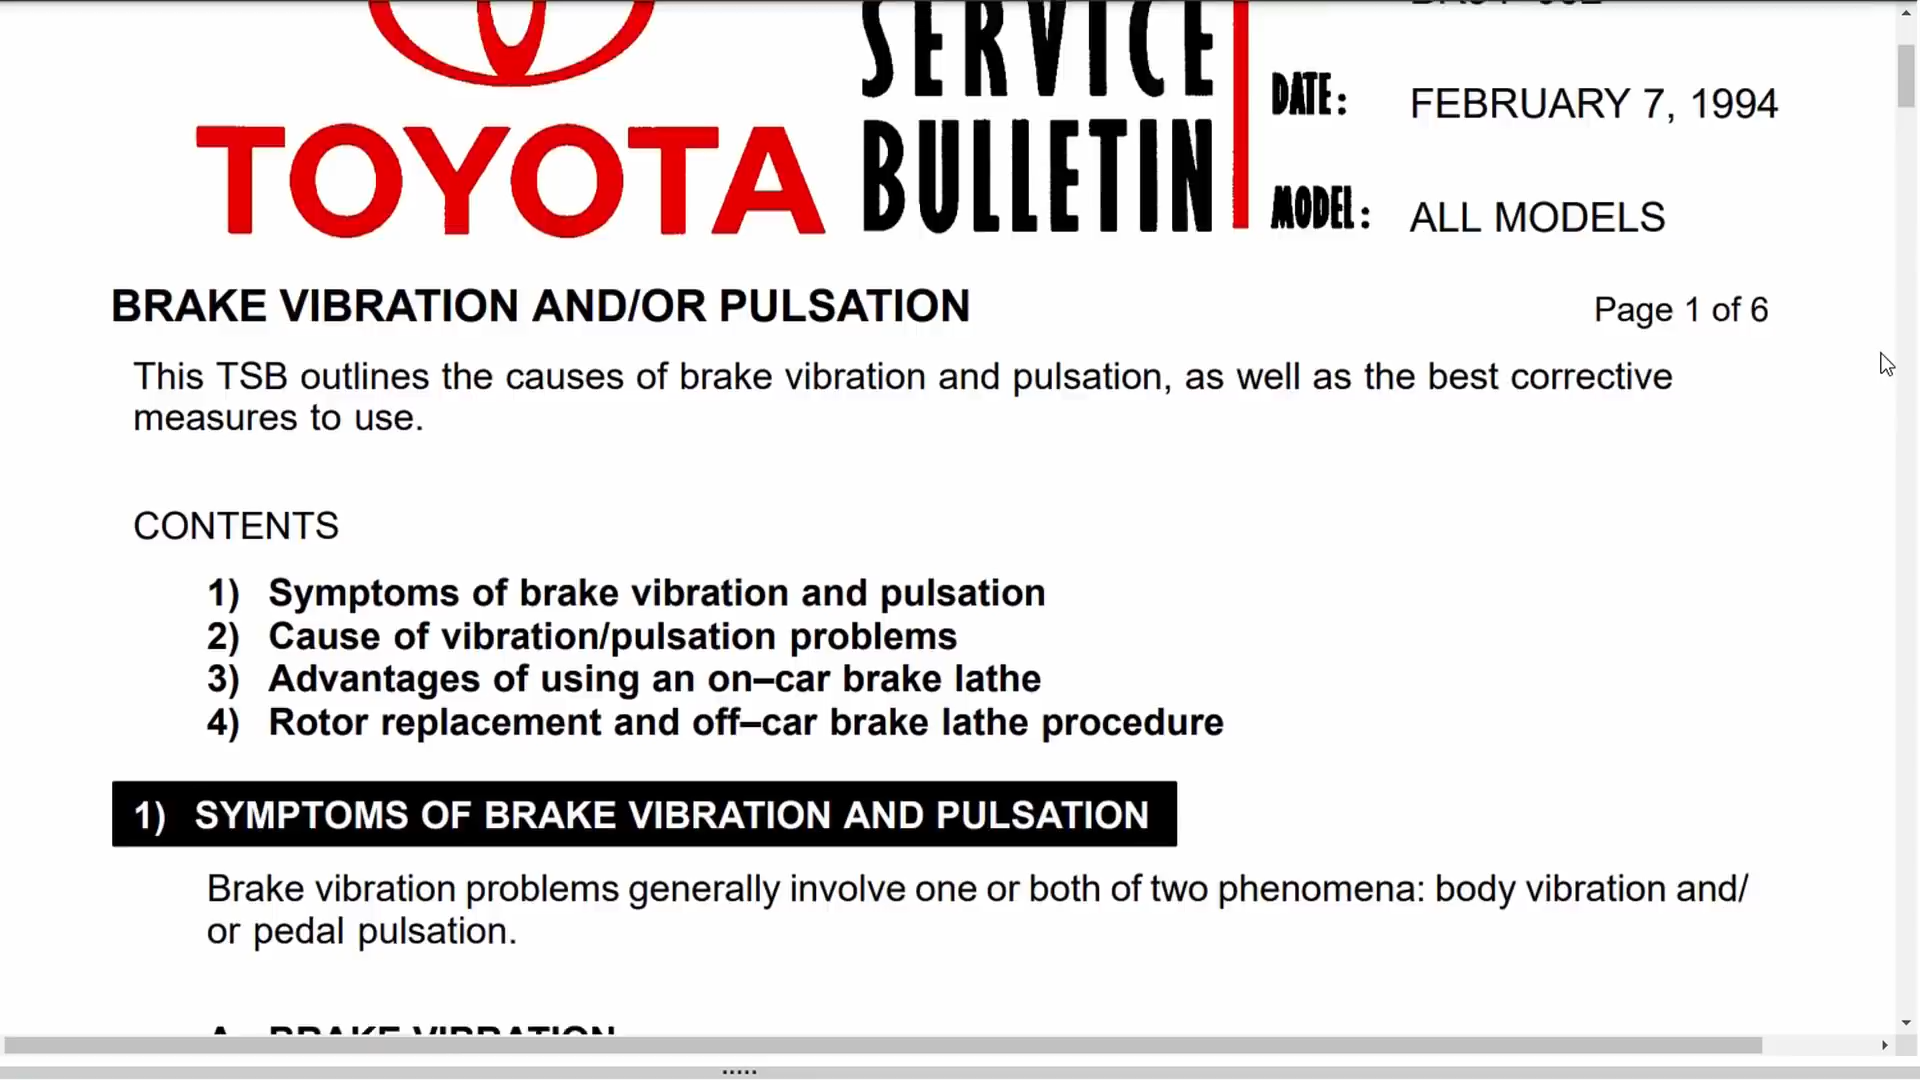 SERVICE
DATE: FEBRUARY 7, 1994
TOYOTA
BULLETIN
MODEL: ALL MODELS
BRAKE VIBRATION AND/OR PULSATION
Page 1 of 6
This TSB outlines the causes of brake vibration and pulsation, as well as the best corrective
measures to use.
CONTENTS
1) Symptoms of brake vibration and pulsation
2) Cause of vibration/pulsation problems
3) Advantages of using an on–car brake lathe
4) Rotor replacement and off–car brake lathe procedure
1) SYMPTOMS OF BRAKE VIBRATION AND PULSATION
Brake vibration problems generally involve one or both of two phenomena: body vibration and/
or pedal pulsation.
A. BRAKE VIBRATION